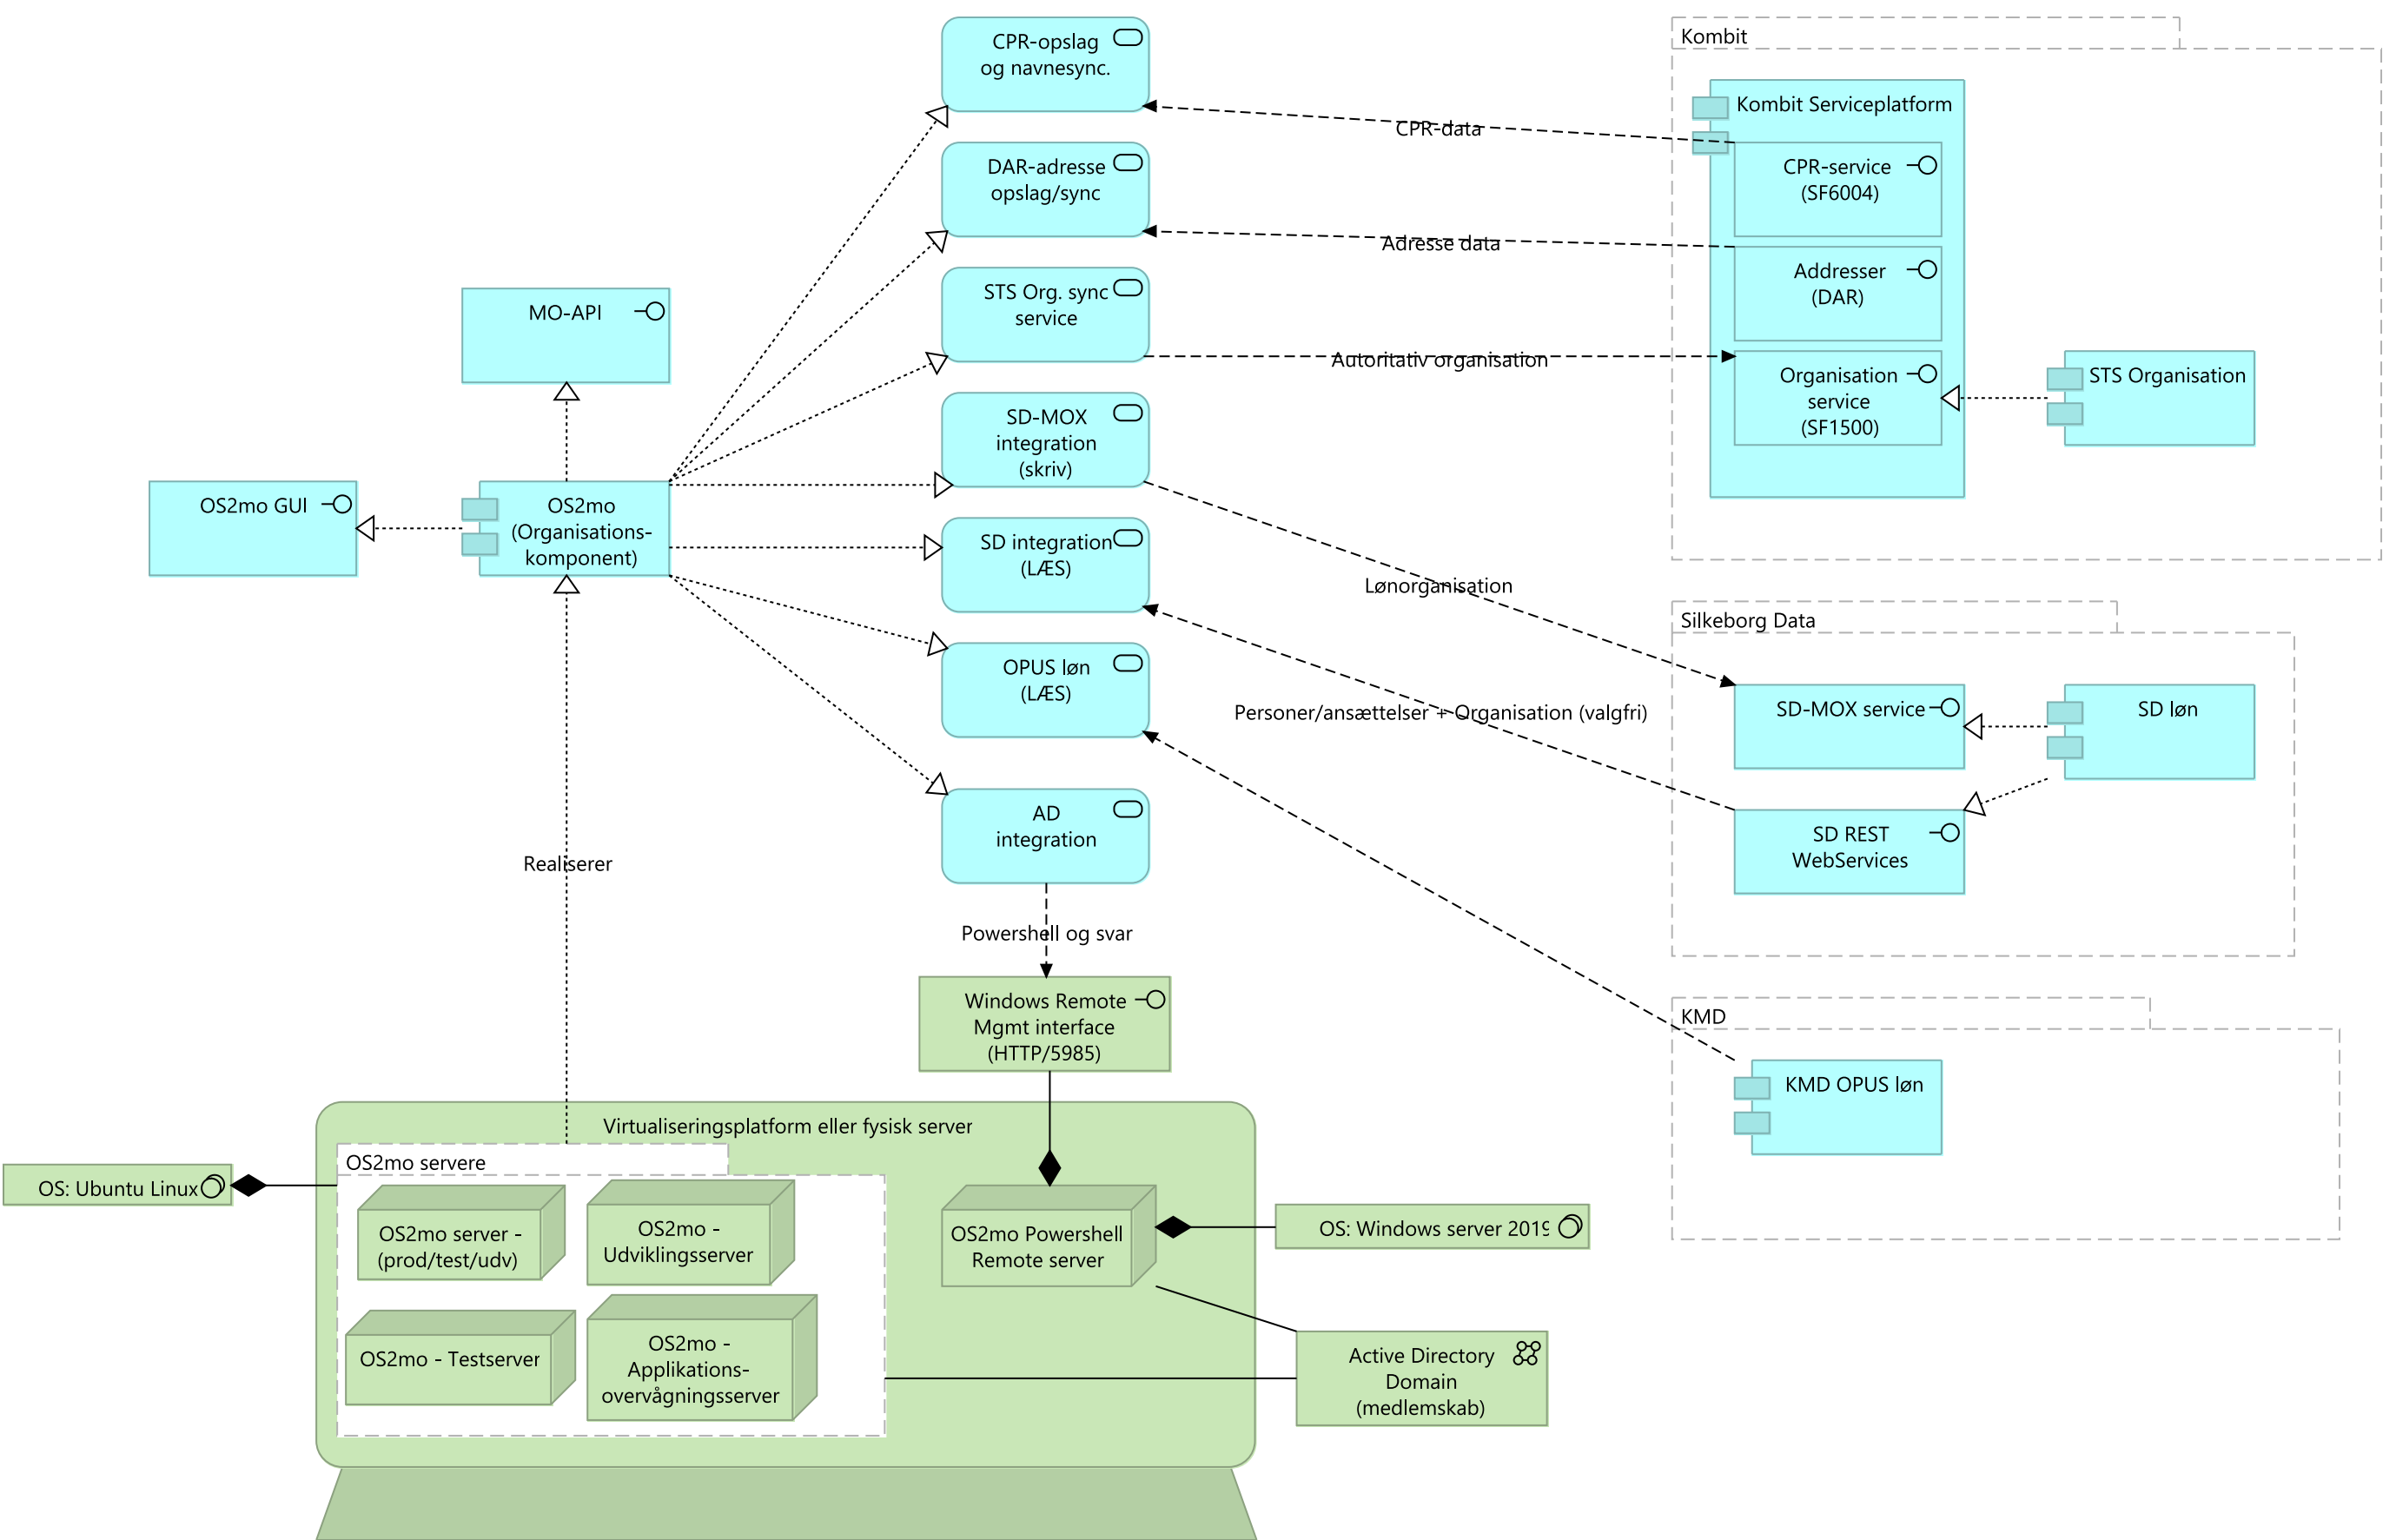 CPR-opslag
og navnesync.
Kombit
Kombit Serviceplatform
CPR-data
DAR-adresse
opslag/sync
CPR-service
(SF6004)
Adresse data
Addresser
(DAR)
STS Org. sync
service
MO-API
Autoritativ organisation
Organisation
service
(SF1500)
STS Organisation
SD-MOX
integration
(skriv)
OS2mo GUI
OS2mo
(Organisations-
komponent)
SD integration
(LÆS)
Lønorganisation
Silkeborg Data
OPUS løn
(LÆS)
Personer/ansættelser + Organisation (valgfri)
SD-MOX service
SD løn
AD
integration
SD REST
WebServices
Realiserer
Powershell og svar
Windows Remote
Mgmt interface
(HTTP/5985)
KMD
KMD OPUS løn
Virtualiseringsplatform eller fysisk server
OS2mo servere
OS: Ubuntu Linux
OS2mo server -
(prod/test/udv)
OS2mo -
Udviklingsserver
OS2mo Powershell
Remote server
OS: Windows server 2019
OS2mo - Testserver
OS2mo -
Applikations-
overvågningsserver
Active Directory
Domain
(medlemskab)